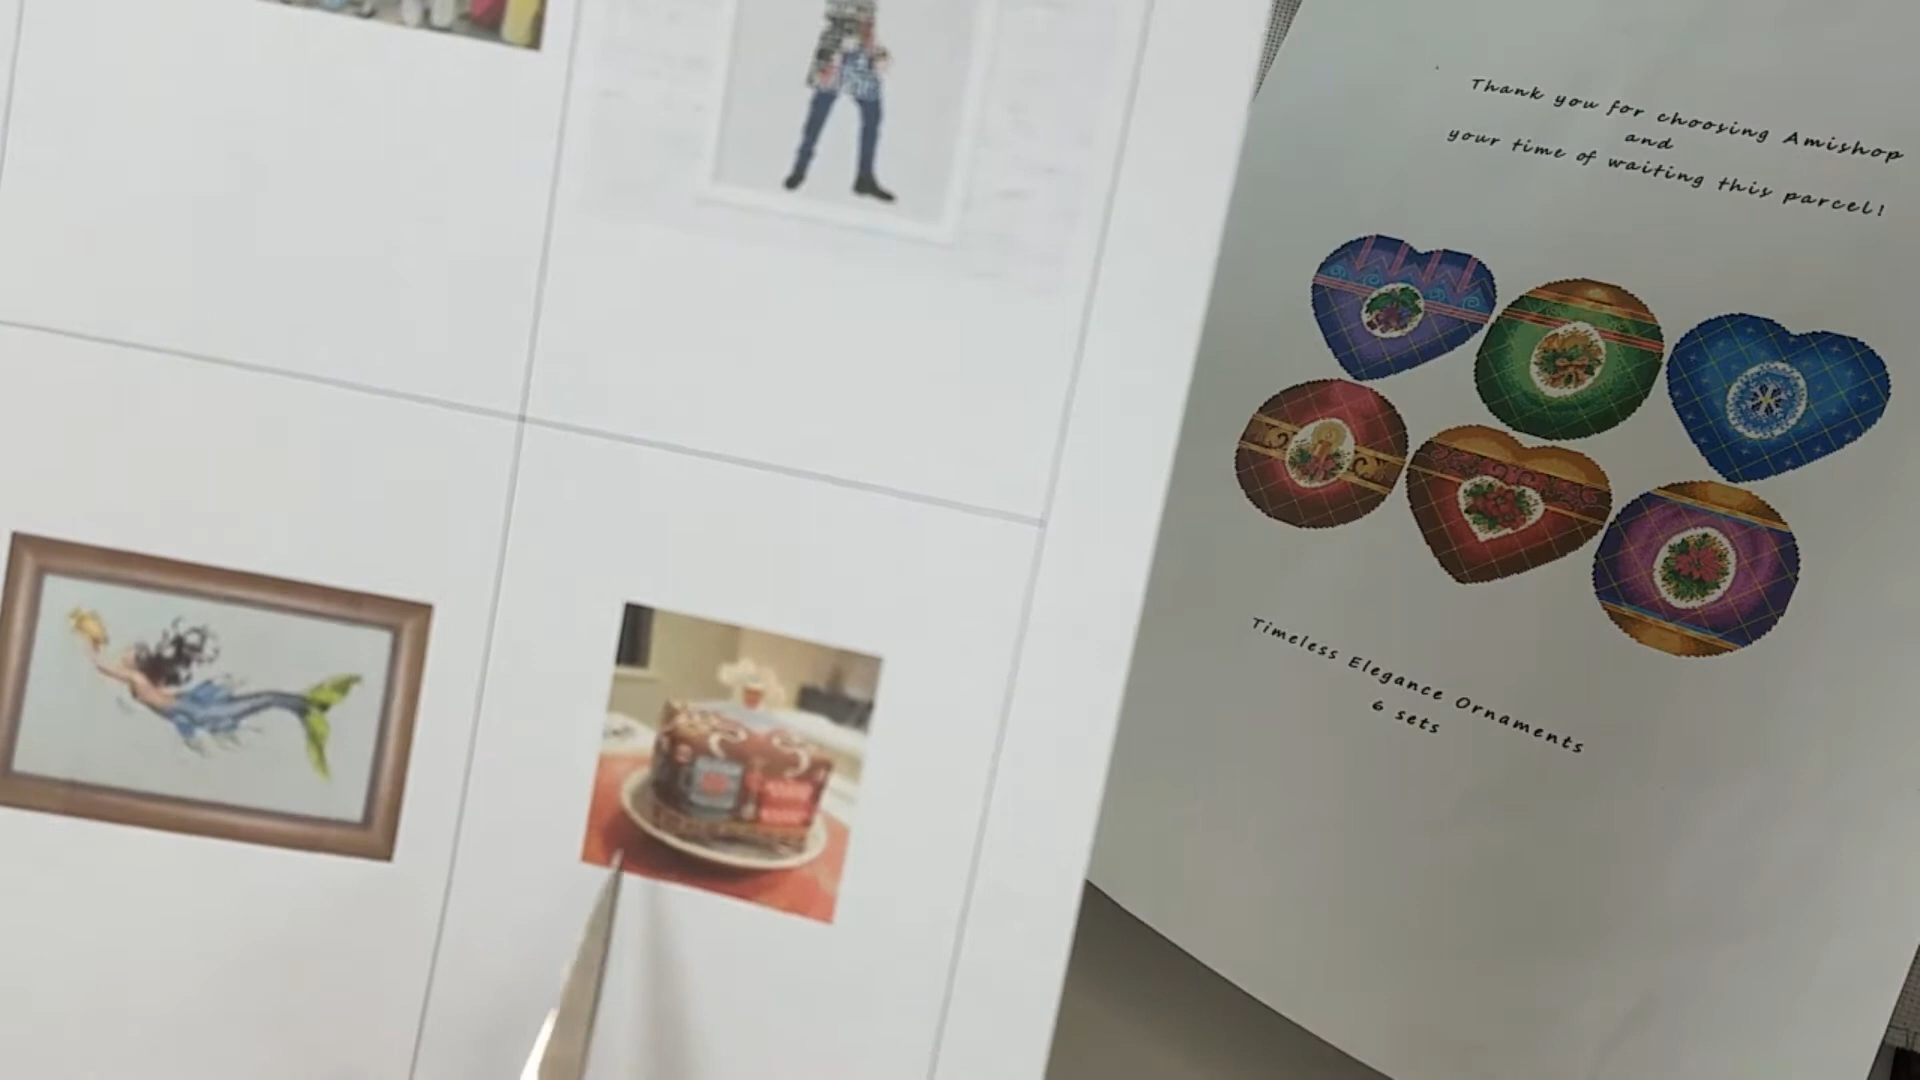 Thank you for choosing Amishop
and
your time of waiting this parcel!
Timeless Elegance Ornaments
6 sets